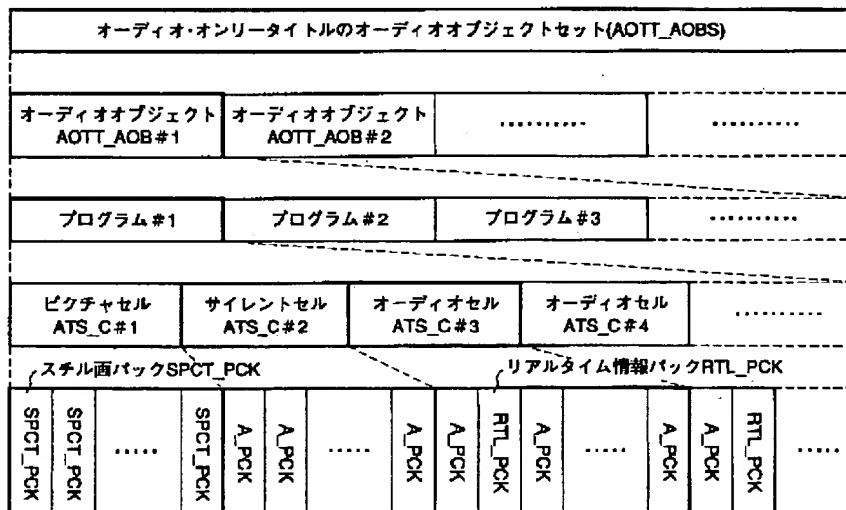 オーディオ・オンリータイトルのオーディオオブジェクトセット(AOTT_AOBS)
オーディオオブジェクト
AOTT_AOB#1
オーディオオブジェクト
AOTT_AOB#2
..........
..........
プログラム#1
プログラム#2
プログラム#3
..........
ピクチャセル
ATS_C#1
サイレントセル
ATS_C#2
オーディオセル
ATS_C#3
オーディオセル
ATS_C#4
..........
スチル画パックSPCT_PCK
リアルタイム情報パックRTL_PCK
SPCT_PCK
SPCT_PCK
.....
SPCT_PCK
A_PCK
A_PCK
.....
A_PCK
A_PCK
RTL_PCK
A_PCK
.....
A_PCK
A_PCK
RTL_PCK
.....